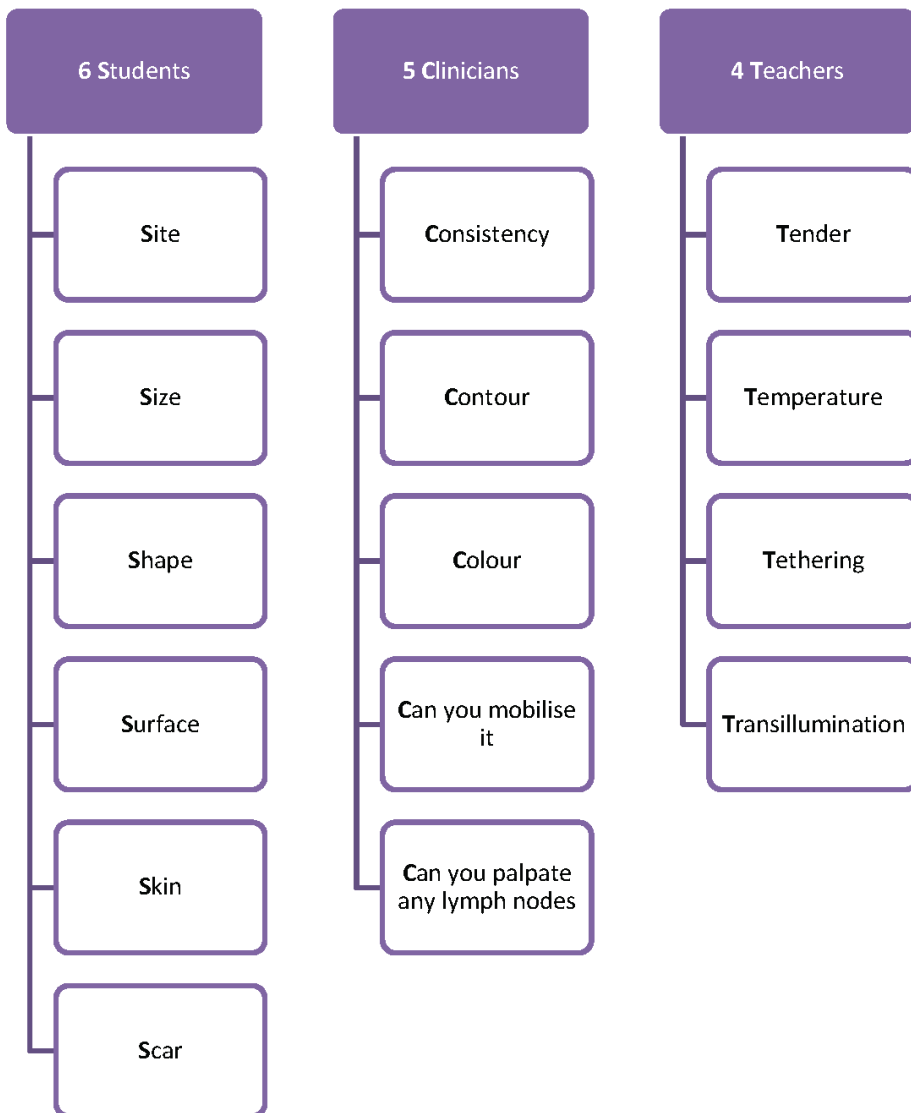 6 Students
Site
Size
Shape
Surface
Skin
Scar
5 Clinicians
Consistency
Contour
Colour
Can you mobilise
it
Can you palpate
any lymph nodes
4 Teachers
Tender
Temperature
Tethering
Transillumination